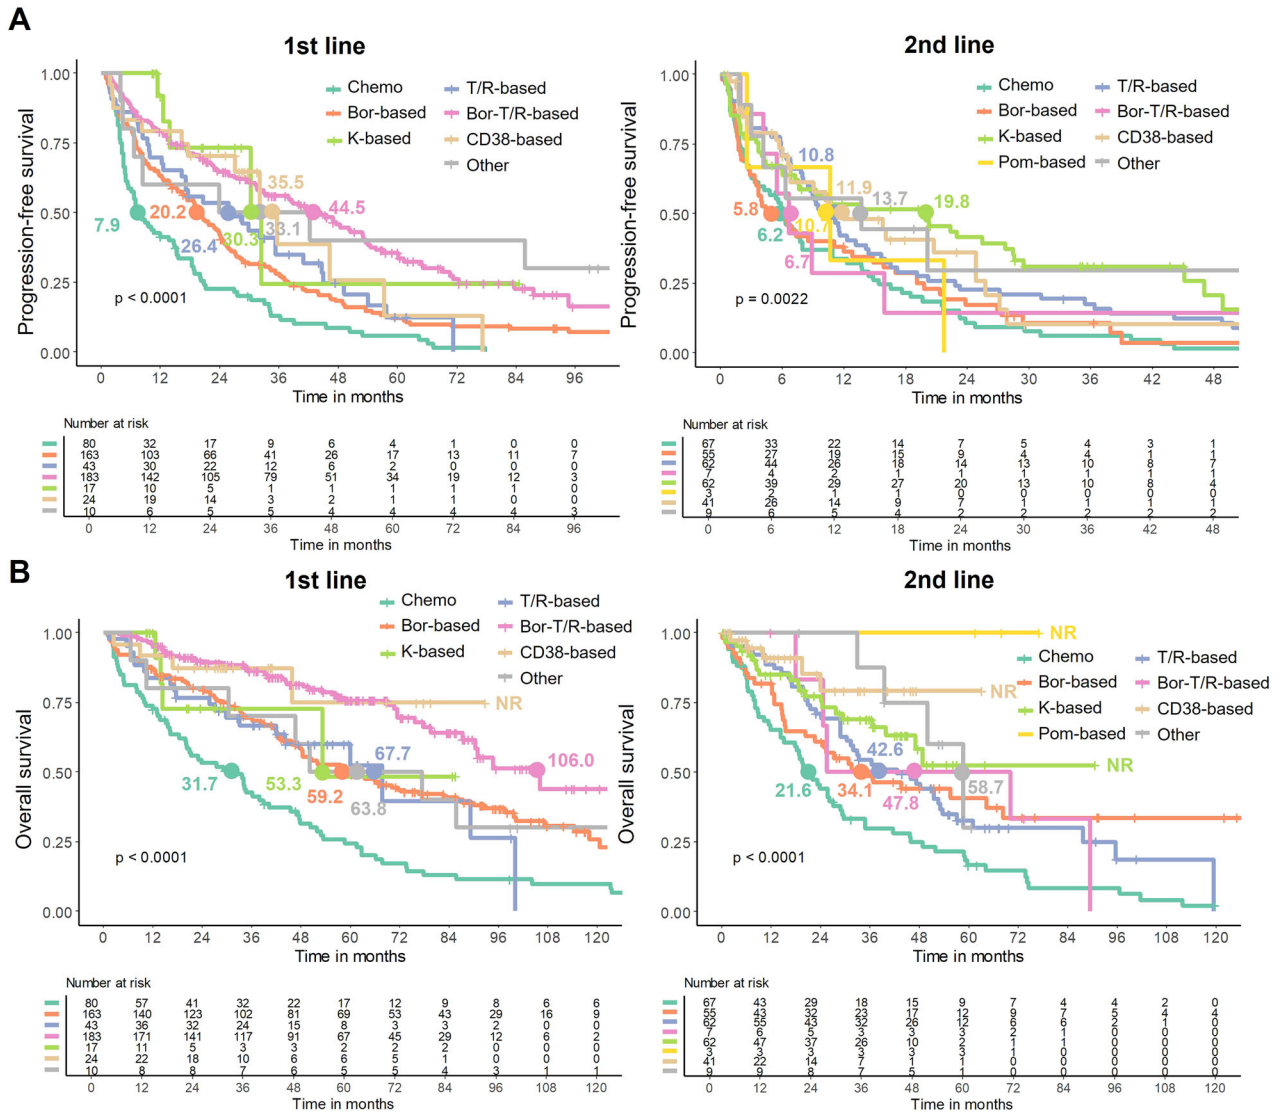 A
1st line
Chemo
Bor-based
K-based
T/R-based
Bor-T/R-based
CD38-based
Other
Progression-free survival
1.00
0.75
0.50
0.25
0.00
7.9
20.2
26.4
30.3
33.1
35.5
44.5
p < 0.0001
0 12 24 36 48 60 72 84 96
Time in months
Number at risk
80 32 17 9 6 4 1 0 0
163 103 66 41 26 17 13 11 7
43 30 22 12 6 2 0 0 0
183 142 105 79 51 34 19 12 3
17 10 5 1 1 1 1 0 0
24 19 14 3 2 1 1 0 0
10 6 5 5 4 4 4 4 3
0 12 24 36 48 60 72 84 96
Time in months
2nd line
Chemo
Bor-based
K-based
Pom-based
T/R-based
Bor-T/R-based
CD38-based
Other
Progression-free survival
1.00
0.75
0.50
0.25
0.00
10.8
11.9
13.7
19.8
5.8
6.2
10.7
6.7
p = 0.0022
0 6 12 18 24 30 36 42 48
Time in months
Number at risk
67 33 22 14 7 5 4 3 1
55 27 19 15 9 4 4 1 1
62 44 26 18 14 13 10 8 7
7 4 2 1 1 1 1 1 1
62 39 29 27 20 13 10 8 4
3 2 1 1 0 0 0 0 0
41 26 14 9 7 1 1 1 1
9 6 5 4 2 2 2 2 2
0 6 12 18 24 30 36 42 48
Time in months
B
1st line
Chemo
Bor-based
K-based
T/R-based
Bor-T/R-based
CD38-based
Other
Overall survival
1.00
0.75
0.50
0.25
0.00
NR
31.7
53.3
59.2
63.8
67.7
106.0
p < 0.0001
0 12 24 36 48 60 72 84 96 108 120
Time in months
Number at risk
80 57 41 32 22 17 12 9 8 6 6
163 140 123 102 81 69 53 43 29 16 9
43 36 32 24 15 8 3 3 2 0 0
183 171 141 117 91 67 45 29 12 6 2
17 11 5 3 3 2 2 2 0 0 0
24 22 18 10 6 6 5 1 0 0 0
10 8 8 7 6 5 5 4 3 1 1
0 12 24 36 48 60 72 84 96 108 120
Time in months
2nd line
NR
Chemo
Bor-based
K-based
Pom-based
T/R-based
Bor-T/R-based
CD38-based
Other
Overall survival
1.00
0.75
0.50
0.25
0.00
NR
NR
42.6
21.6
34.1
47.8
58.7
p < 0.0001
0 12 24 36 48 60 72 84 96 108 120
Time in months
Number at risk
67 43 29 18 15 9 7 4 4 2 0
55 43 32 17 15 12 9 7 5 4 4
62 55 43 32 26 12 6 6 2 1 0
7 6 5 3 3 3 2 1 0 0 0
62 47 37 26 10 2 1 1 0 0 0
3 3 3 3 3 3 1 0 0 0 0
41 22 14 7 1 1 0 0 0 0 0
9 9 8 7 5 1 0 0 0 0 0
0 12 24 36 48 60 72 84 96 108 120
Time in months